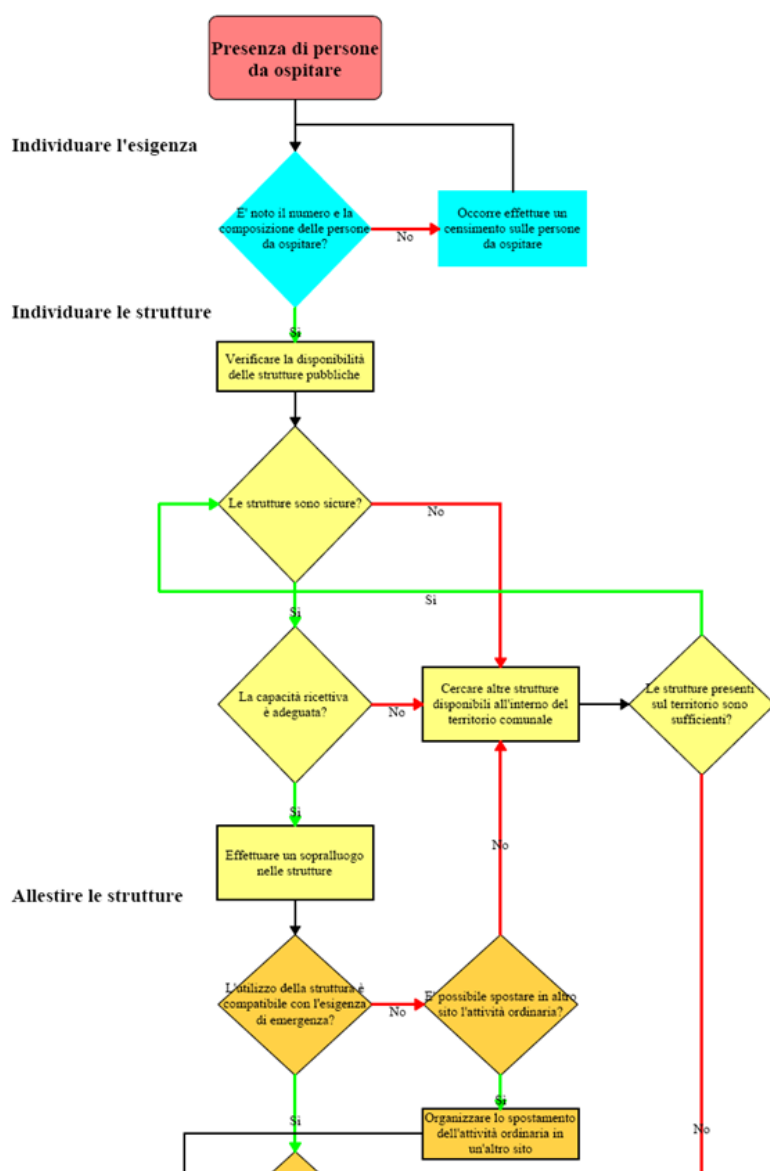 Presenza di persone
da ospitare
Individuare l'esigenza
E' noto il numero e la
composizione delle persone
da ospitare?
No
Occorre effetture un
censimento sulle persone
da ospitare
Individuare le strutture
Si
Verificare la disponibilità
delle strutture pubbliche
Le strutture sono sicure?
No
Si
Si
La capacità ricettiva
è adeguata?
No
Cercare altre strutture
disponibili all'interno del
territorio comunale
Le strutture presenti
sul territorio sono
sufficienti?
Si
Effettuare un sopralluogo
nelle strutture
No
Allestire le strutture
L'utilizzo della struttura è
compatibile con l'esigenza
di emergenza?
No
E' possibile spostare in altro
sito l'attività ordinaria?
Si
Si
Organizzare lo spostamento
dell'attività ordinaria in
un'altro sito
No